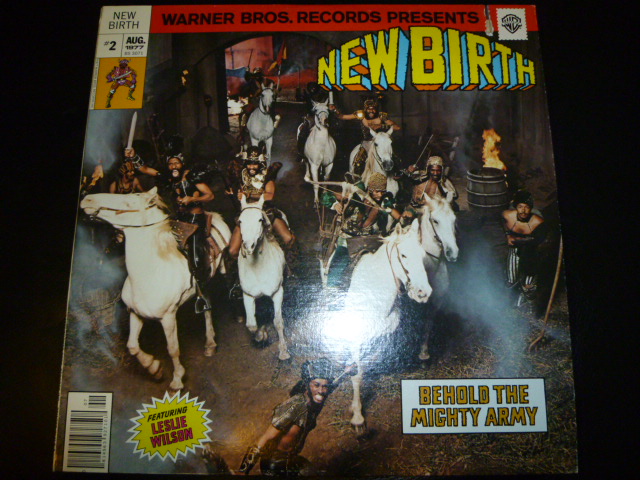 NEW
BIRTH
WARNER BROS. RECORDS PRESENTS
#2
AUG.
1977
NEW BIRTH
FEATURING
LESLIE
WILSON
BEHOLD THE
MIGHTY ARMY